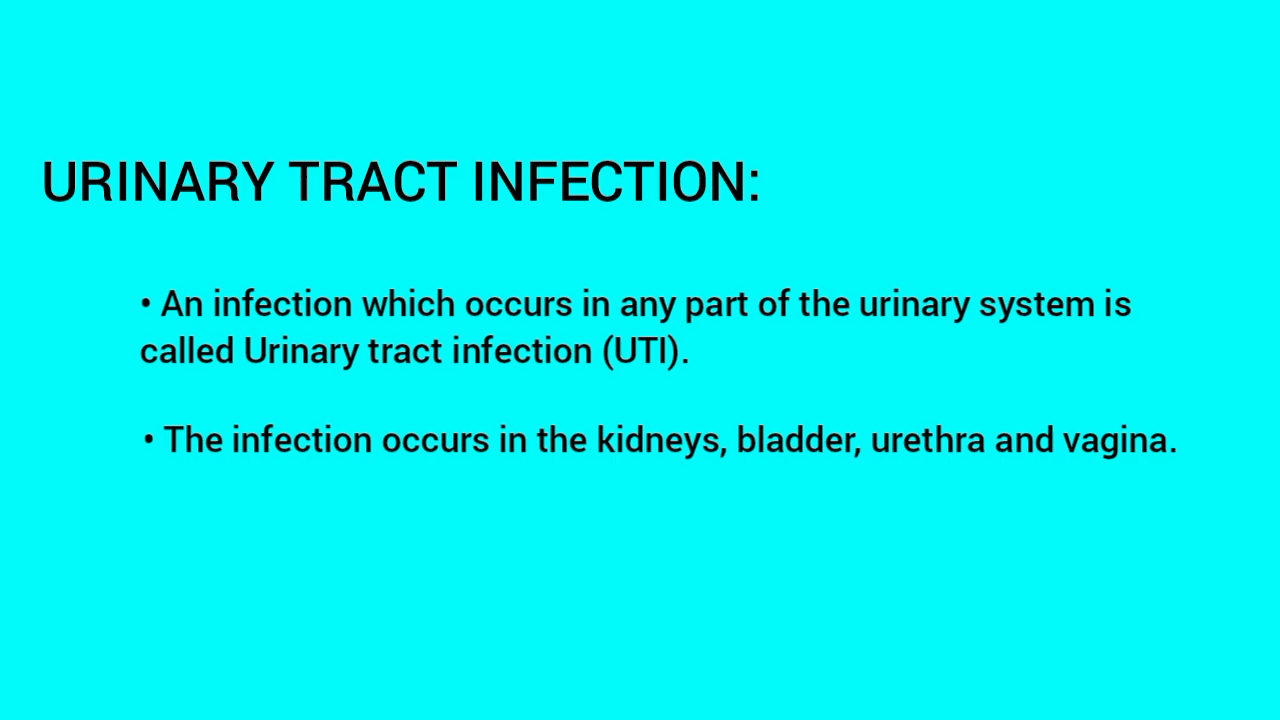 URINARY TRACT INFECTION:
• An infection which occurs in any part of the urinary system is
called Urinary tract infection (UTI).
• The infection occurs in the kidneys, bladder, urethra and vagina.